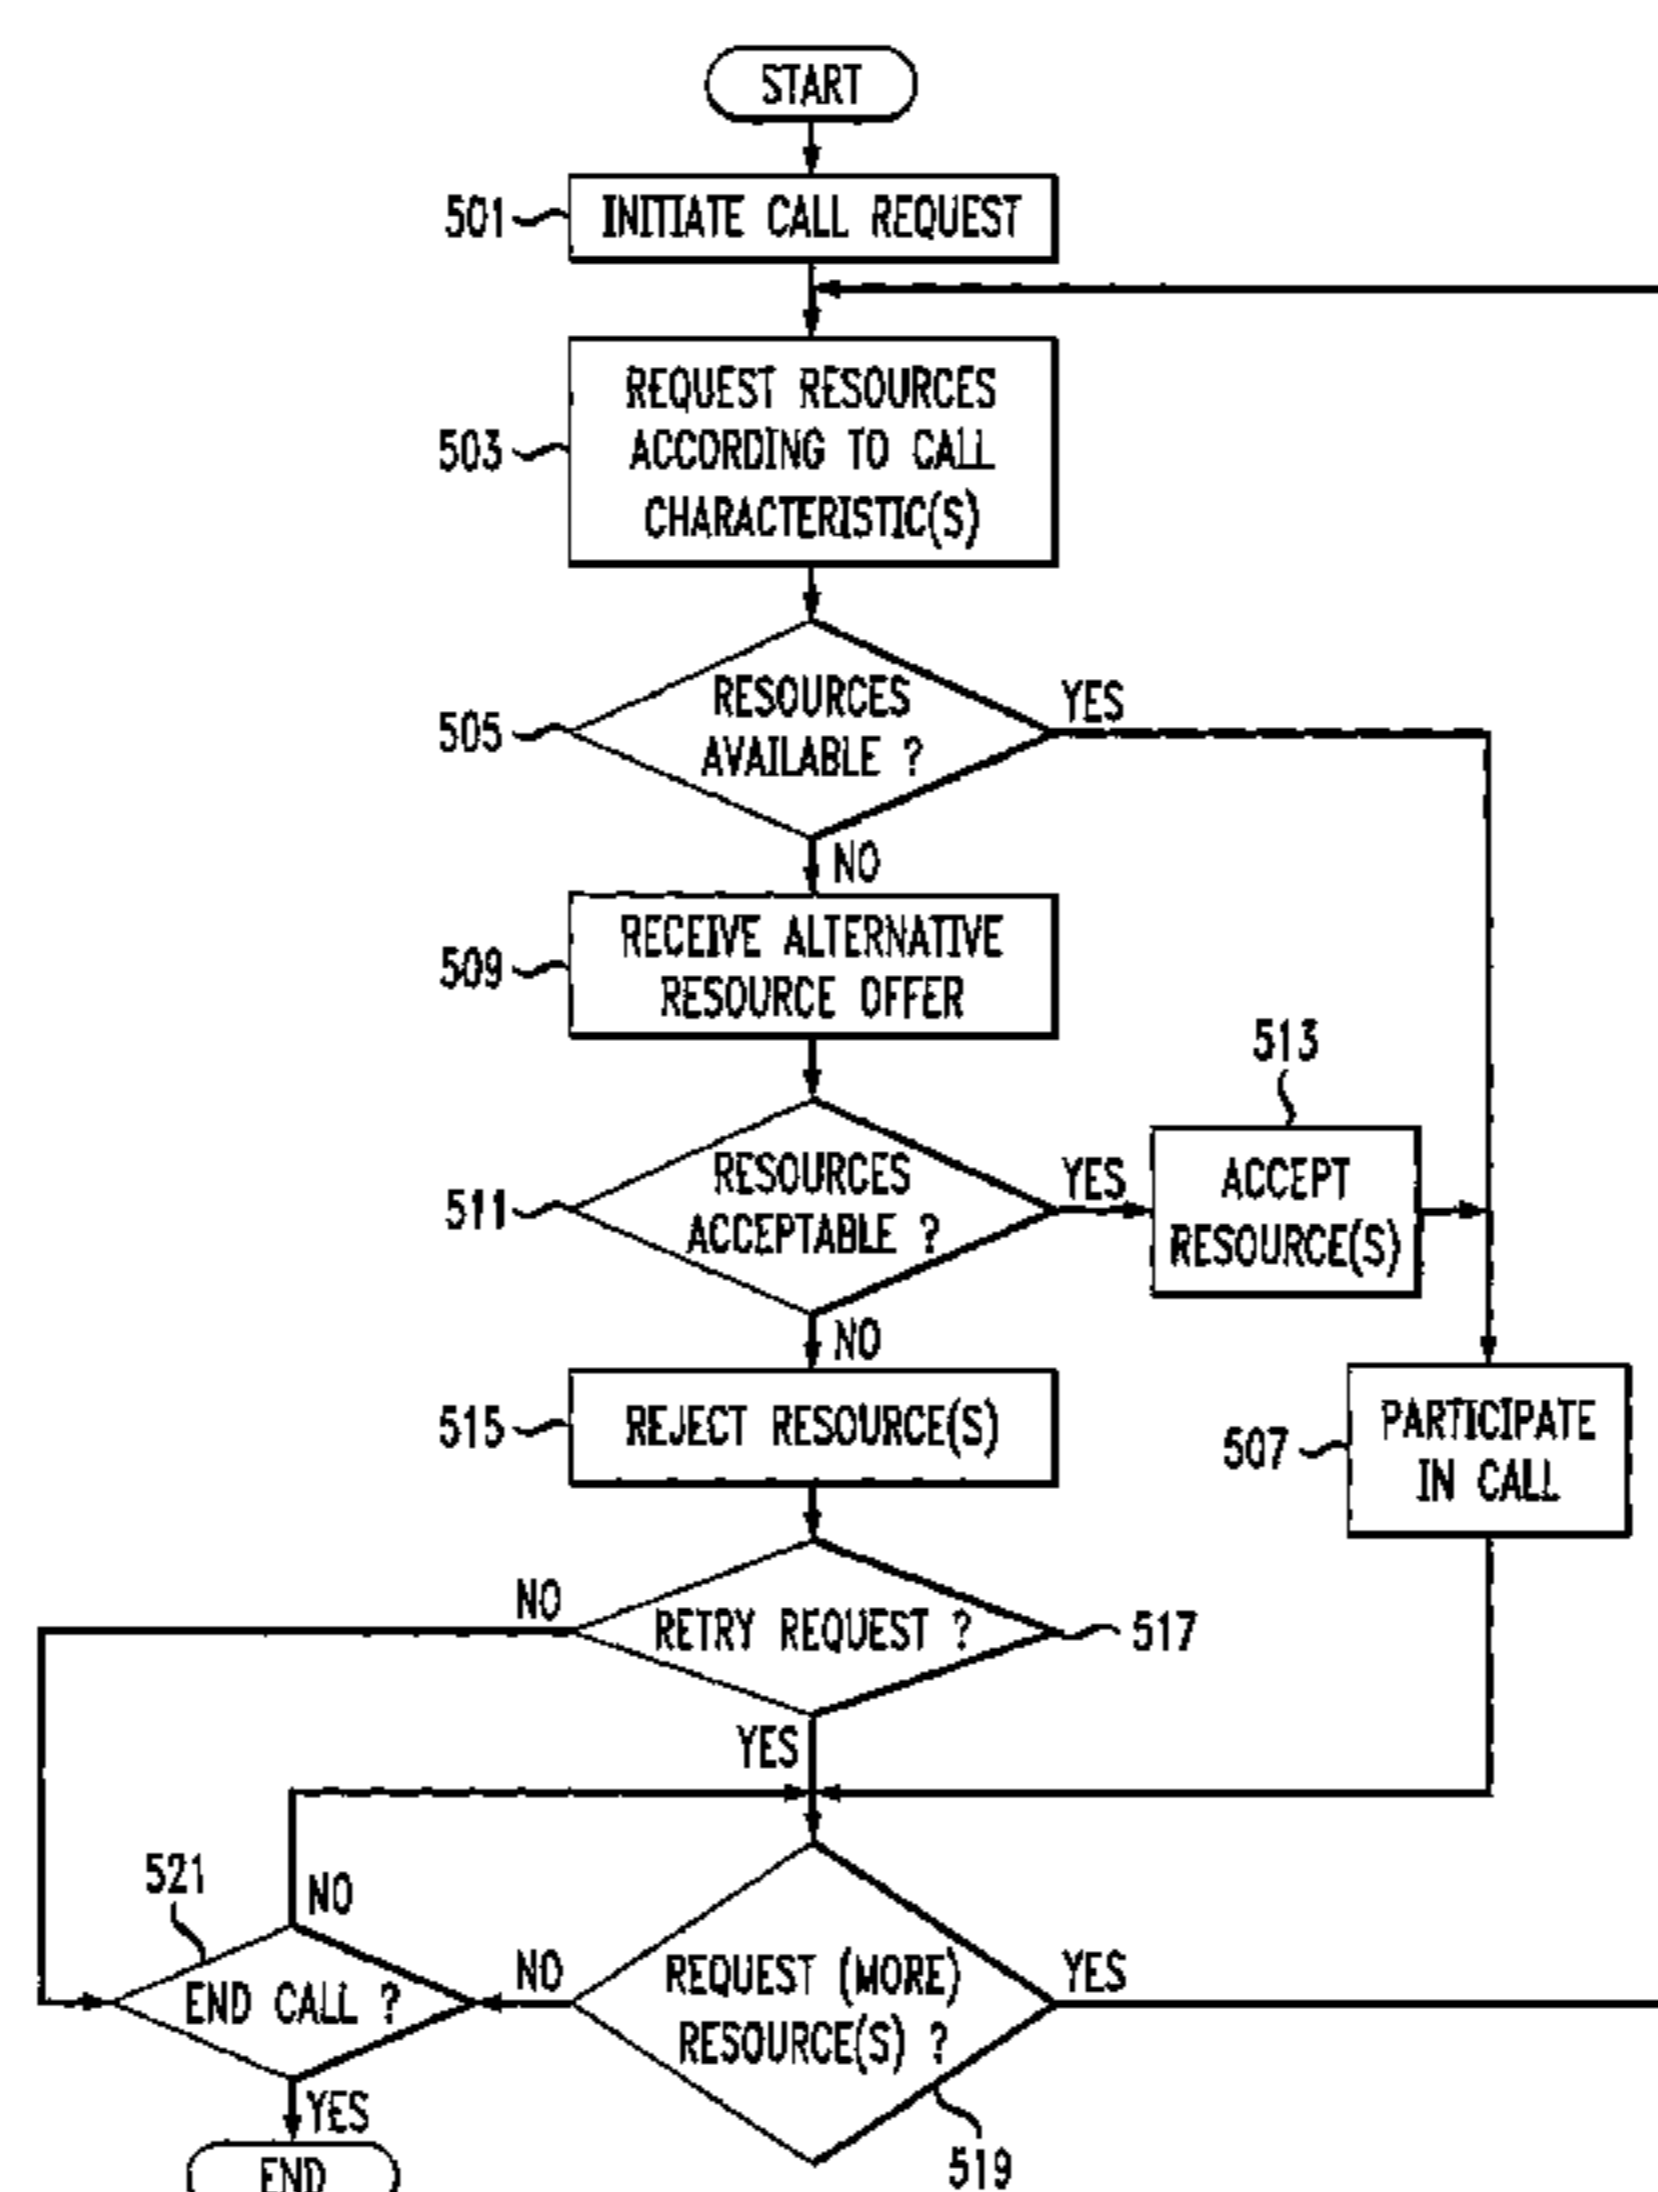 START
501
INITIATE CALL REQUEST
503
REQUEST RESOURCES
ACCORDING TO CALL
CHARACTERISTIC(S)
505
RESOURCES
AVAILABLE ?
YES
NO
509
RECEIVE ALTERNATIVE
RESOURCE OFFER
511
RESOURCES
ACCEPTABLE ?
YES
513
ACCEPT
RESOURCE(S)
NO
515
REJECT RESOURCE(S)
507
PARTICIPATE
IN CALL
NO
RETRY REQUEST ?
517
YES
521
NO
END CALL ?
NO
REQUEST (MORE)
RESOURCE(S) ?
YES
519
YES
END